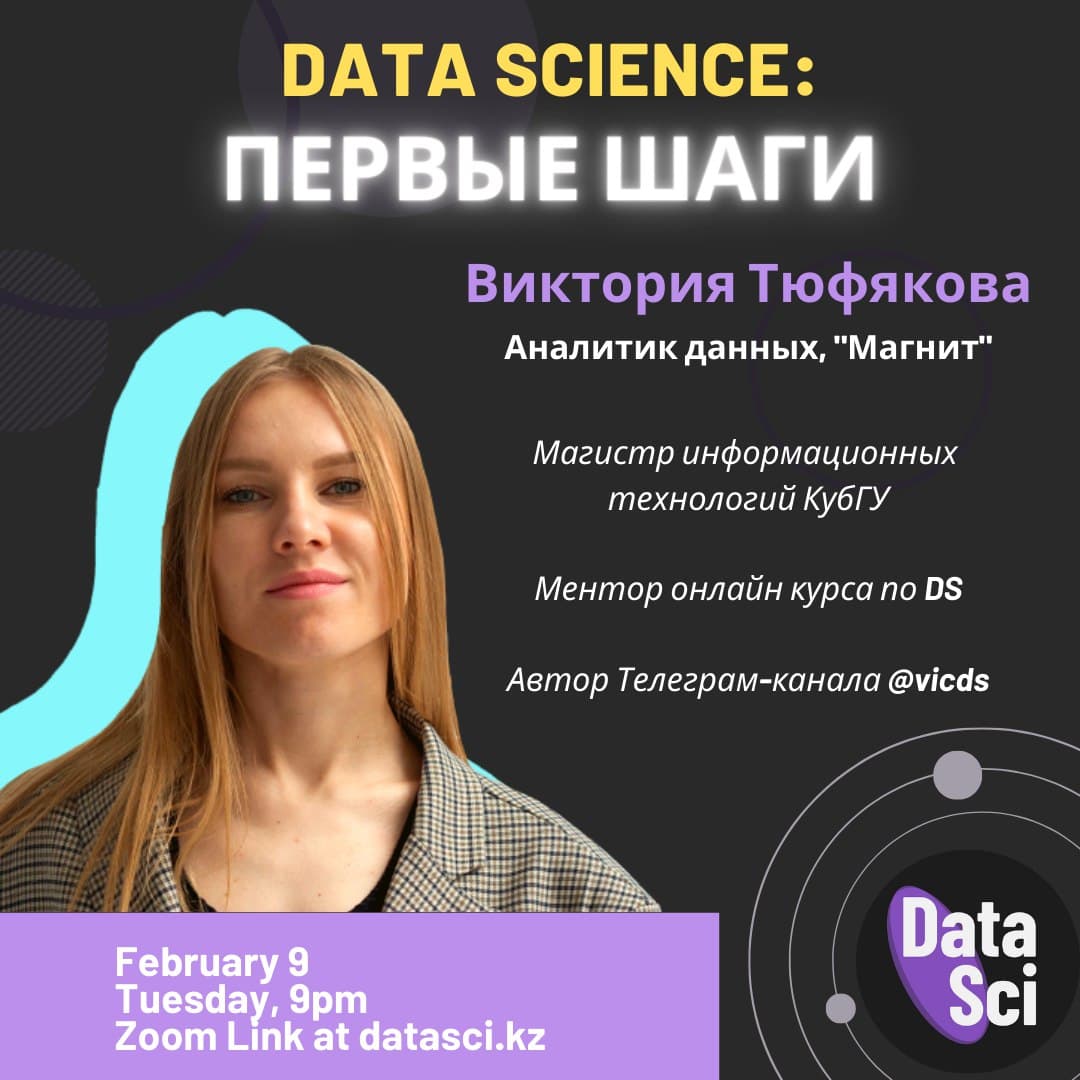 DATA SCIENCE:
ПЕРВЫЕ ШАГИ
Виктория Тюфякова
Аналитик данных, "Магнит"
Магистр информационных
технологий КубГУ
Ментор онлайн курса по DS
Автор Телеграм-канала @vicds
February 9
Tuesday, 9pm
Zoom Link at datasci.kz
Data
Sci